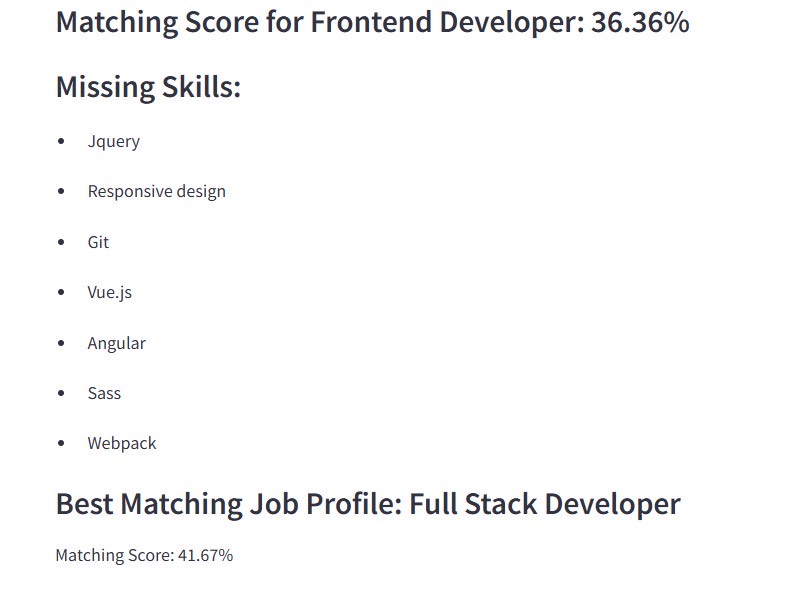 Matching Score for Frontend Developer: 36.36%
Missing Skills:
• Jquery
• Responsive design
• Git
• Vue.js
• Angular
• Sass
• Webpack
Best Matching Job Profile: Full Stack Developer
Matching Score: 41.67%